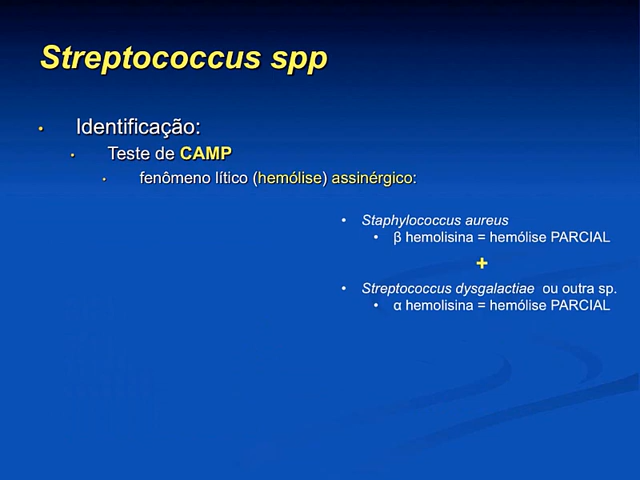 Streptococcus spp
• Identificação:
• Teste de CAMP
• fenômeno lítico (hemólise) assinérgico:
• Staphylococcus aureus
• β hemolisina = hemólise PARCIAL
+
• Streptococcus dysgalactiae ou outra sp.
• α hemolisina = hemólise PARCIAL